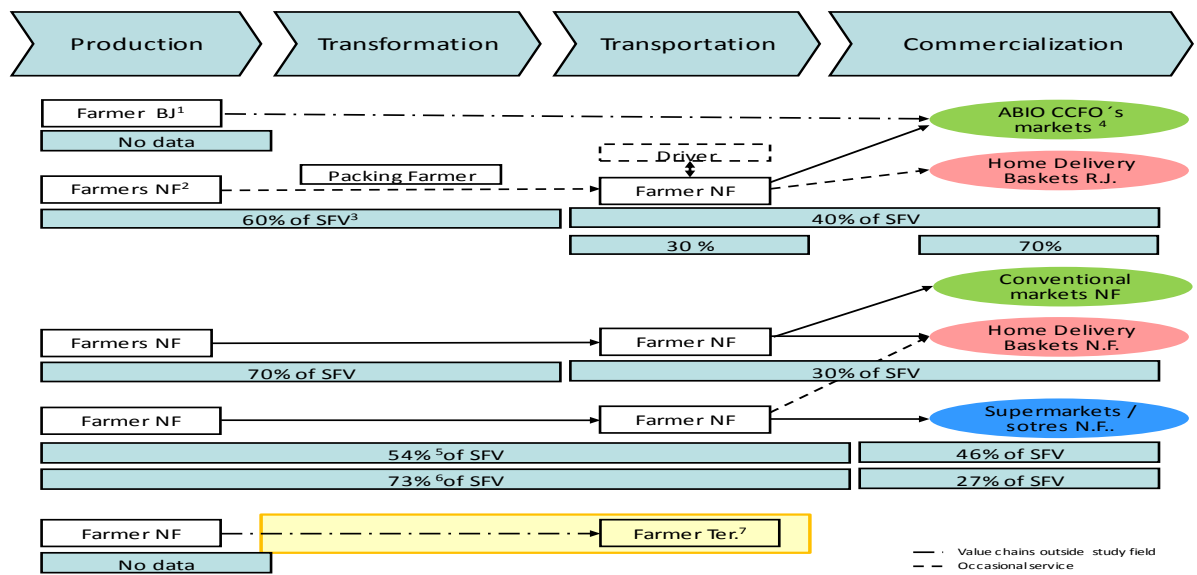 Production
Transformation
Transportation
Commercialization
Farmer BJ¹
No data
ABIO CCFO´s
markets ⁴
Driver
Packing Farmer
Farmers NF²
Farmer NF
Home Delivery
Baskets R.J.
60% of SFV³
40% of SFV
30 %
70%
Conventional
markets NF
Farmers NF
Farmer NF
Home Delivery
Baskets N.F.
70% of SFV
30% of SFV
Farmer NF
Farmer NF
Supermarkets /
sotres N.F..
54% ⁵of SFV
46% of SFV
73% ⁶of SFV
27% of SFV
Farmer NF
Farmer Ter.⁷
No data
Value chains outside study field
Occasional service